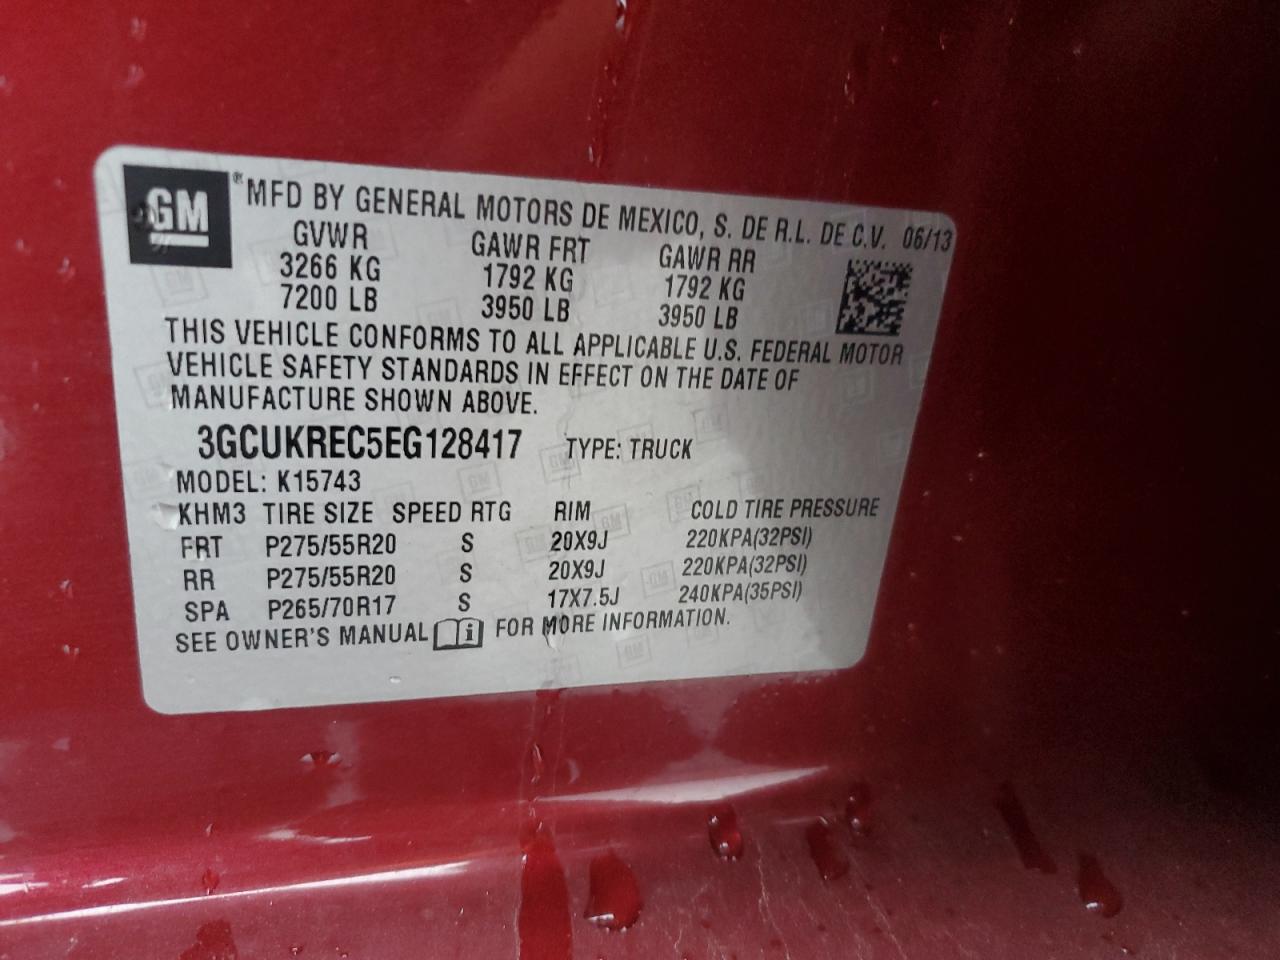 GM
® MFD BY GENERAL MOTORS DE MEXICO, S. DE R.L. DE C.V. 06/13
GVWR GAWR FRT GAWR RR
3266 KG 1792 KG 1792 KG
7200 LB 3950 LB 3950 LB
THIS VEHICLE CONFORMS TO ALL APPLICABLE U.S. FEDERAL MOTOR
VEHICLE SAFETY STANDARDS IN EFFECT ON THE DATE OF
MANUFACTURE SHOWN ABOVE.
3GCUKREC5EG128417 TYPE: TRUCK
MODEL: K15743
KHM3 TIRE SIZE SPEED RTG RIM COLD TIRE PRESSURE
FRT P275/55R20 S 20X9J 220KPA(32PSI)
RR P275/55R20 S 20X9J 220KPA(32PSI)
SPA P265/70R17 S 17X7.5J 240KPA(35PSI)
SEE OWNER'S MANUAL i FOR MORE INFORMATION.